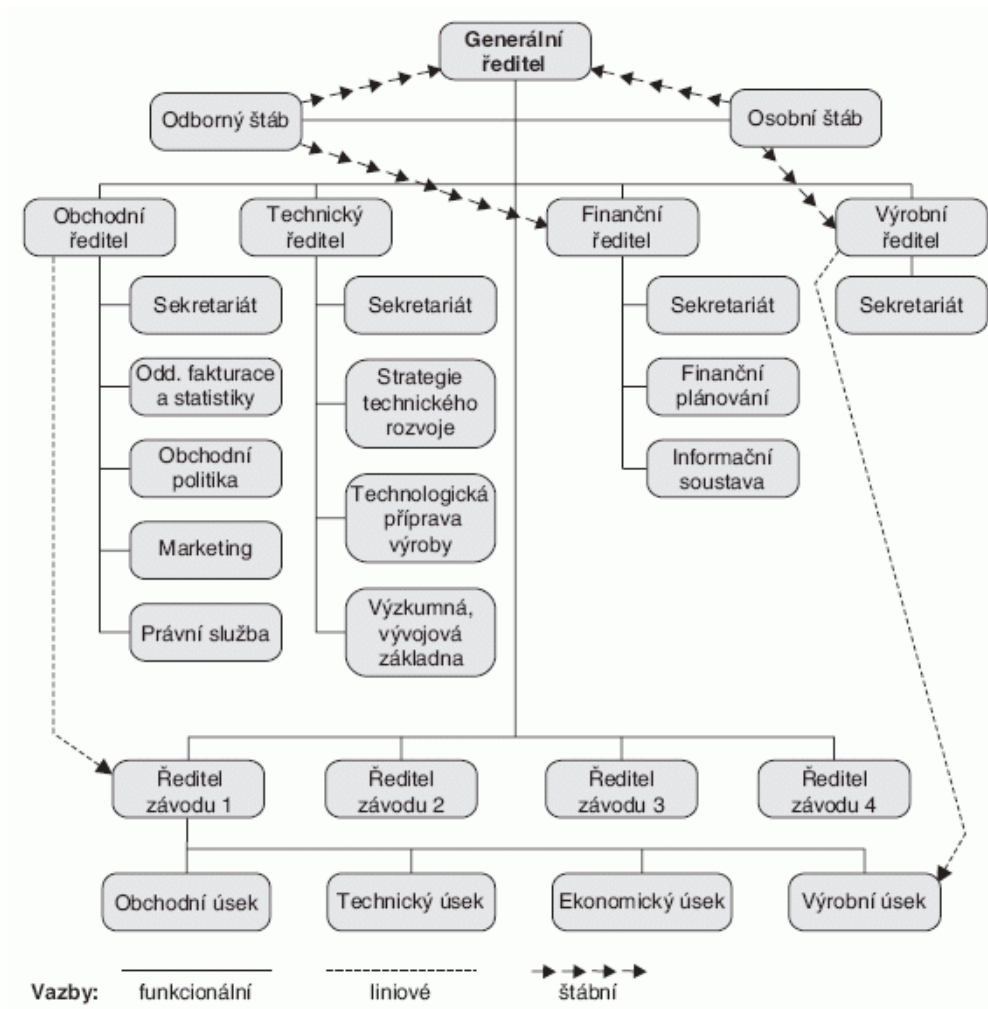 Generální
ředitel
Odborný štáb
Osobní štáb
Obchodní
ředitel
Technický
ředitel
Finanční
ředitel
Výrobní
ředitel
Sekretariát
Sekretariát
Sekretariát
Sekretariát
Odd. fakturace
a statistiky
Strategie
technického
rozvoje
Finanční
plánování
Obchodní
politika
Informační
soustava
Technologická
příprava
výroby
Marketing
Výzkumná,
vývojová
základna
Právní služba
Ředitel
závodu 1
Ředitel
závodu 2
Ředitel
závodu 3
Ředitel
závodu 4
Obchodní úsek
Technický úsek
Ekonomický úsek
Výrobní úsek
Vazby: funkcionální liniové štábní